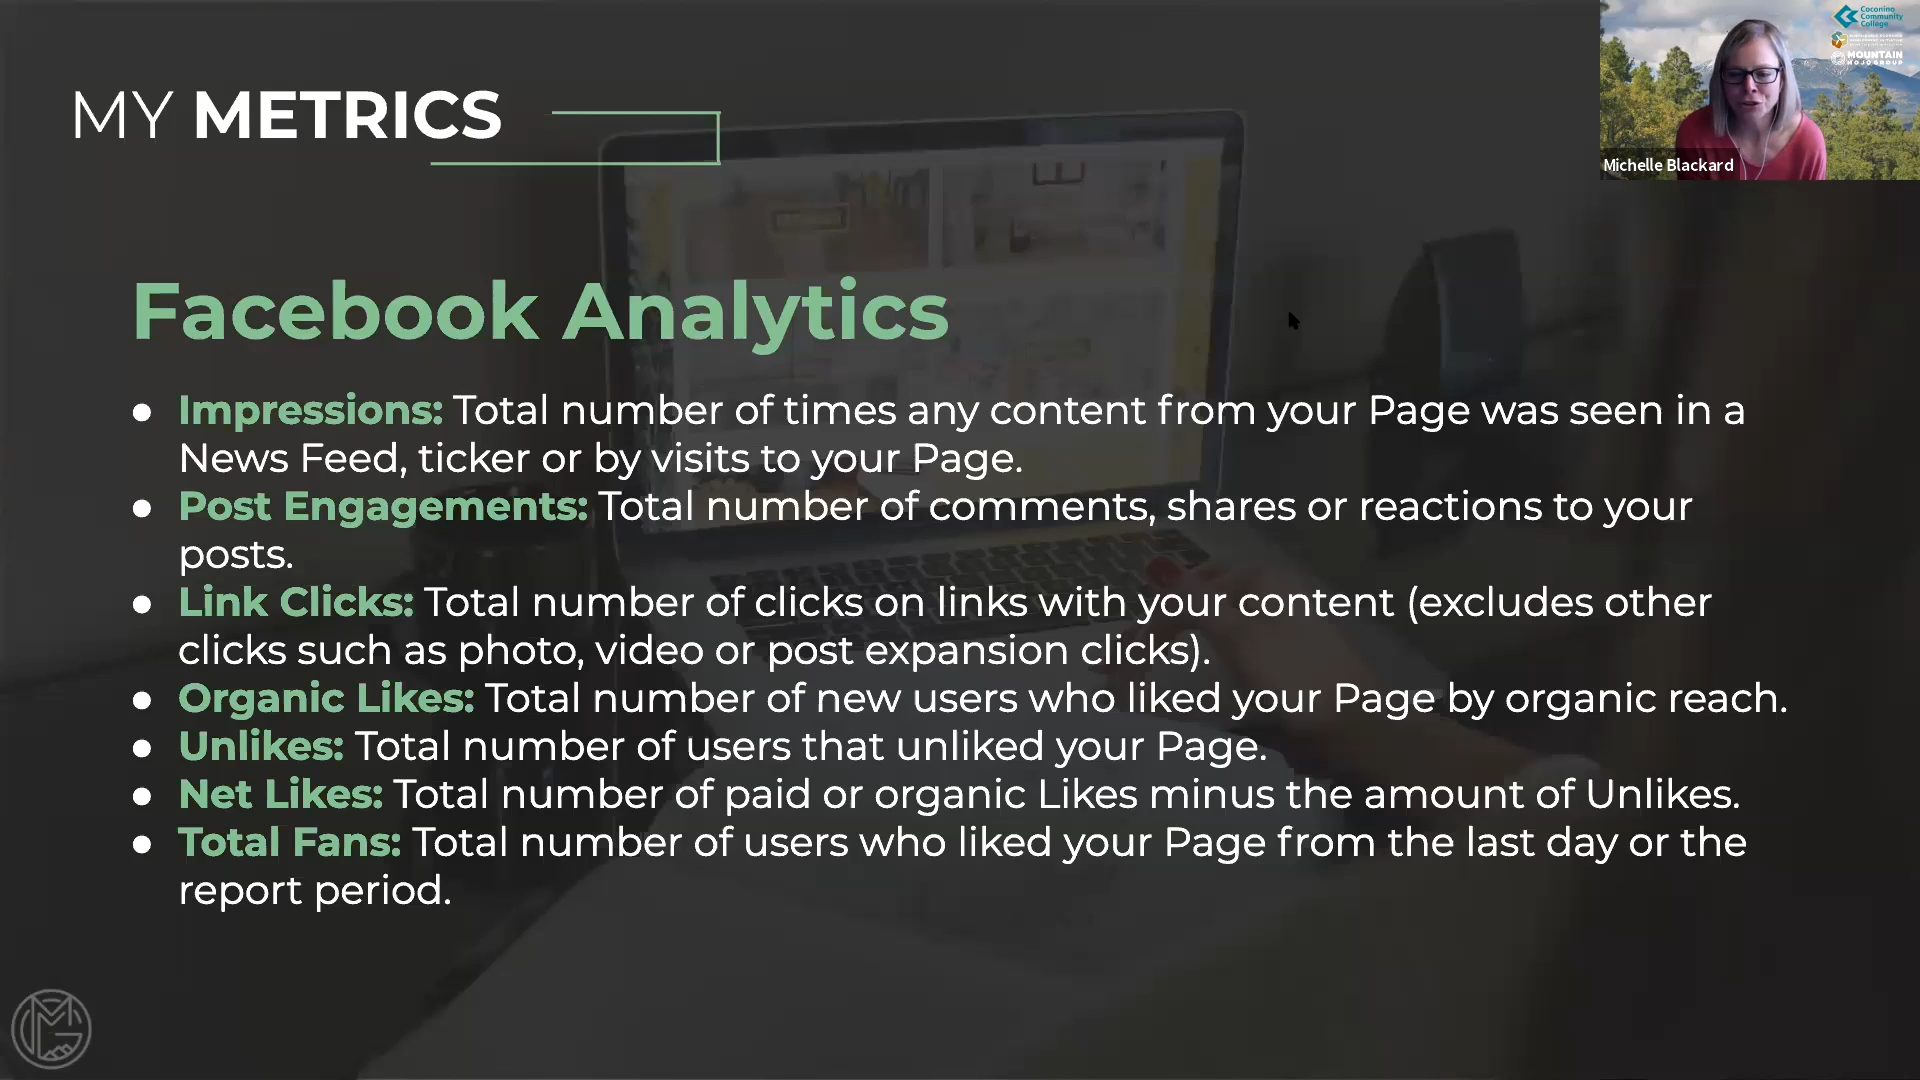 MY METRICS
Coconino
Community
College
MOUNTAIN
MOJO GROUP
Michelle Blackard
Facebook Analytics
● Impressions: Total number of times any content from your Page was seen in a
News Feed, ticker or by visits to your Page.
● Post Engagements: Total number of comments, shares or reactions to your
posts.
● Link Clicks: Total number of clicks on links with your content (excludes other
clicks such as photo, video or post expansion clicks).
● Organic Likes: Total number of new users who liked your Page by organic reach.
● Unlikes: Total number of users that unliked your Page.
● Net Likes: Total number of paid or organic Likes minus the amount of Unlikes.
● Total Fans: Total number of users who liked your Page from the last day or the
report period.